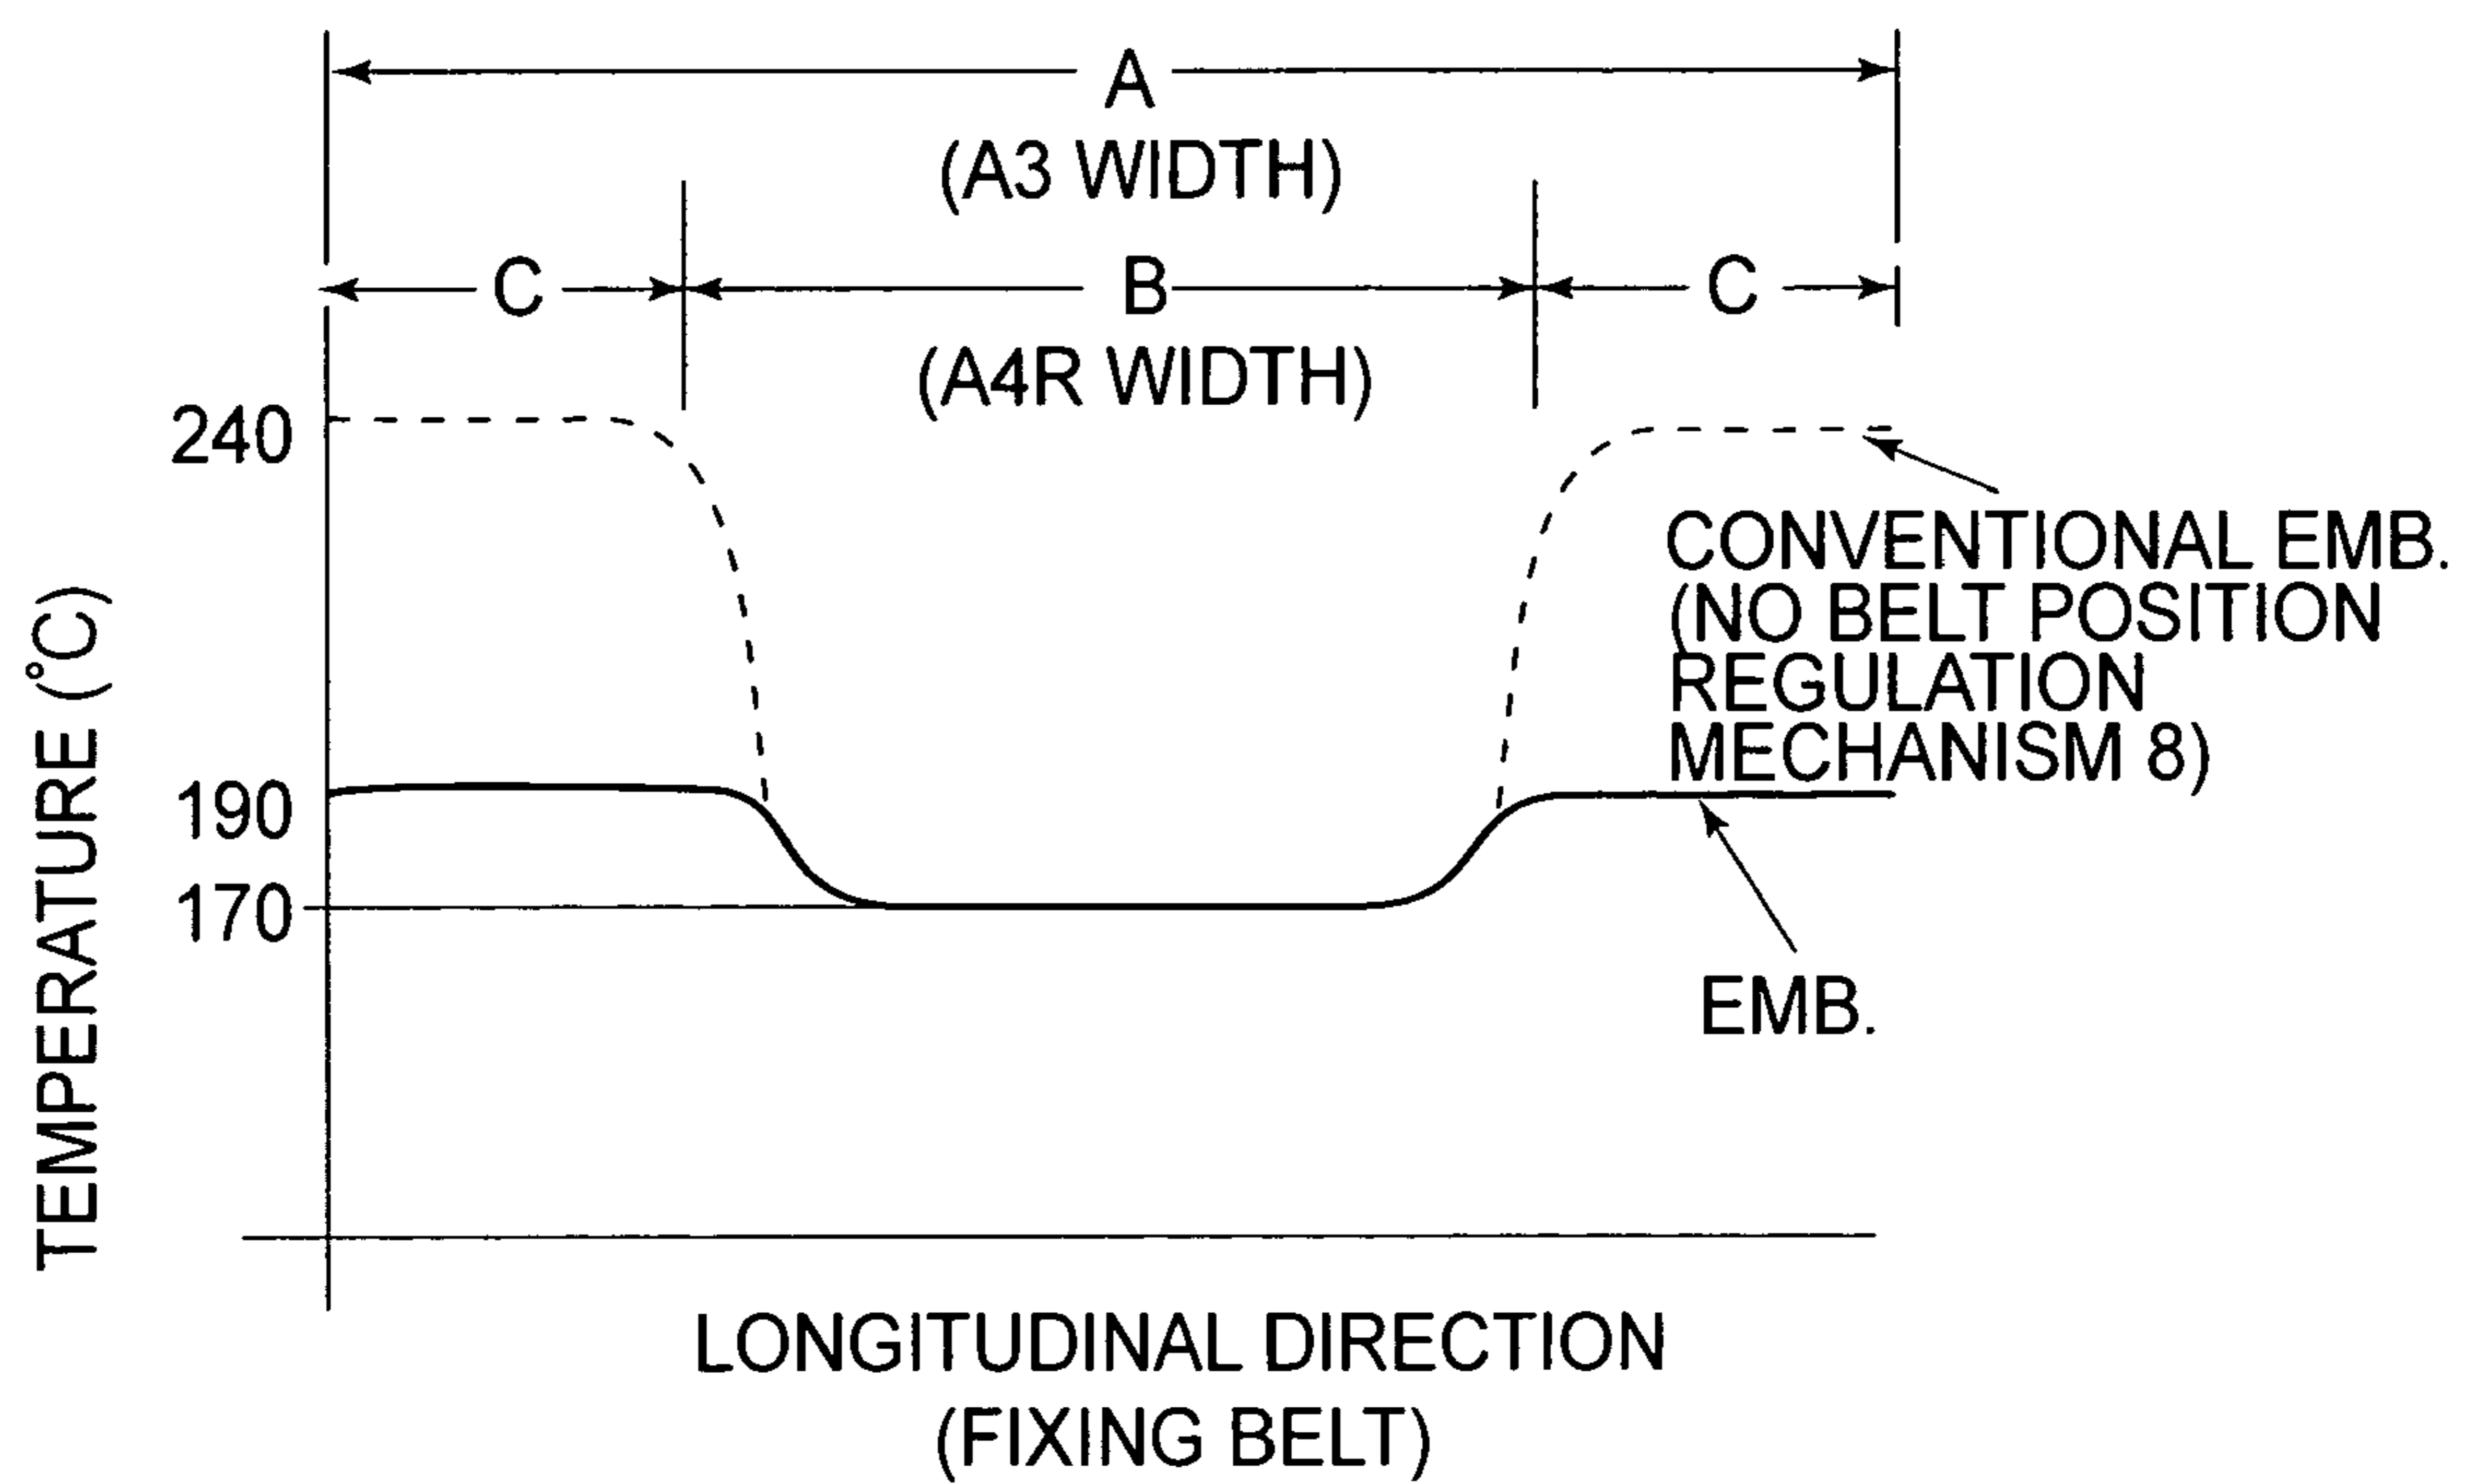 A
(A3 WIDTH)
C
B
C
(A4R WIDTH)
240
190
170
TEMPERATURE (°C)
CONVENTIONAL EMB.
(NO BELT POSITION
REGULATION
MECHANISM 8)
EMB.
LONGITUDINAL DIRECTION
(FIXING BELT)